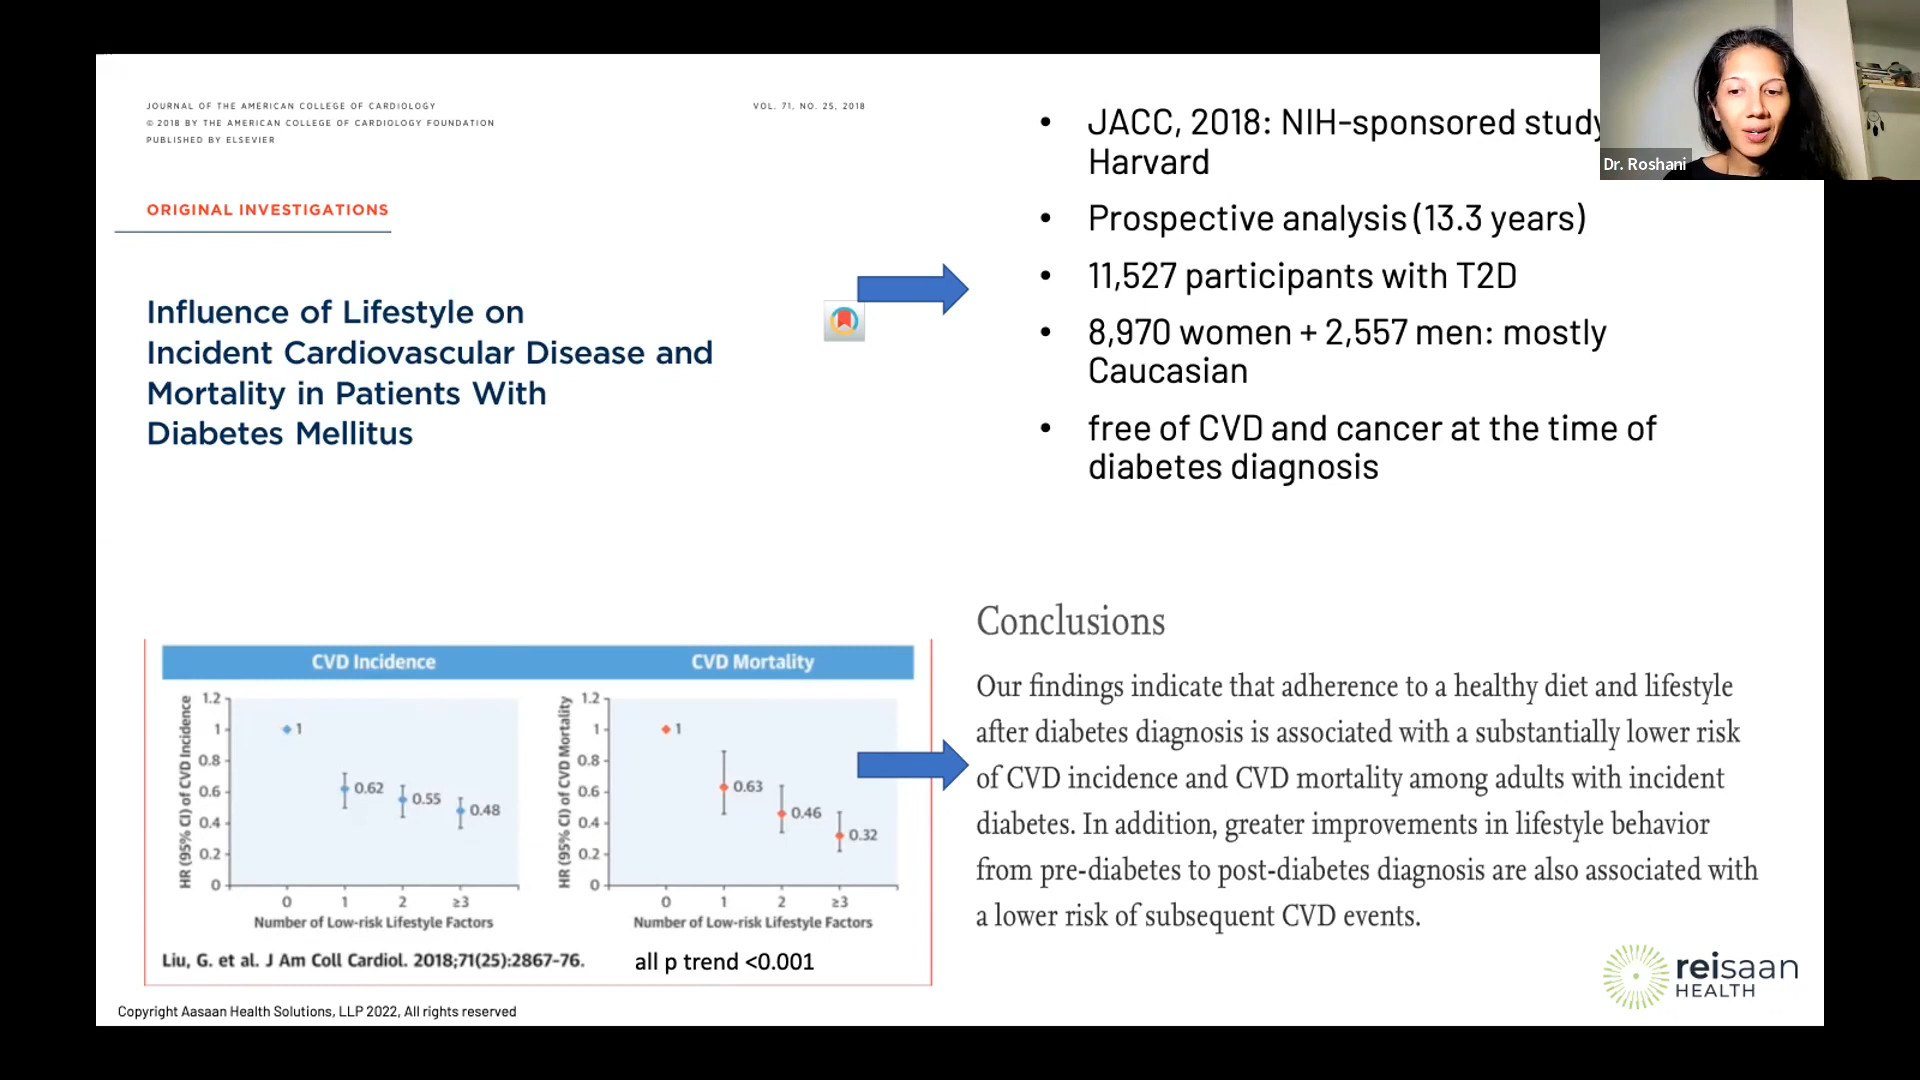 JOURNAL OF THE AMERICAN COLLEGE OF CARDIOLOGY
VOL. 71, NO. 25, 2018
© 2018 BY THE AMERICAN COLLEGE OF CARDIOLOGY FOUNDATION
PUBLISHED BY ELSEVIER
ORIGINAL INVESTIGATIONS
Influence of Lifestyle on
Incident Cardiovascular Disease and
Mortality in Patients With
Diabetes Mellitus
• JACC, 2018: NIH-sponsored study
Harvard
• Prospective analysis (13.3 years)
• 11,527 participants with T2D
• 8,970 women + 2,557 men: mostly
Caucasian
• free of CVD and cancer at the time of
diabetes diagnosis
Dr. Roshani
CVD Incidence
HR (95% CI) of CVD Incidence
1.2
1
0.8
0.6
0.4
0.2
0
1
0.62
0.55
0.48
0 1 2 ≥3
Number of Low-risk Lifestyle Factors
CVD Mortality
HR (95% CI) of CVD Mortality
1.2
1
0.8
0.6
0.4
0.2
0
1
0.63
0.46
0.32
0 1 2 ≥3
Number of Low-risk Lifestyle Factors
Liu, G. et al. J Am Coll Cardiol. 2018;71(25):2867-76.
all p trend <0.001
Conclusions
Our findings indicate that adherence to a healthy diet and lifestyle
after diabetes diagnosis is associated with a substantially lower risk
of CVD incidence and CVD mortality among adults with incident
diabetes. In addition, greater improvements in lifestyle behavior
from pre-diabetes to post-diabetes diagnosis are also associated with
a lower risk of subsequent CVD events.
reisaan
HEALTH
Copyright Aasaan Health Solutions, LLP 2022, All rights reserved